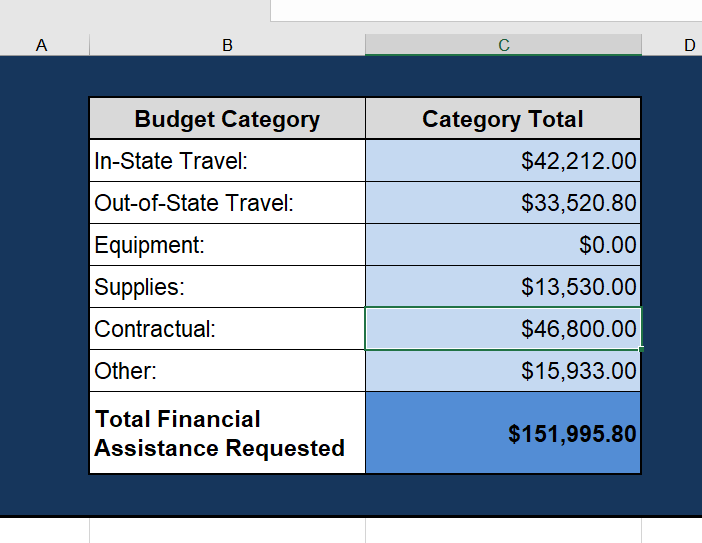 A B C D
Budget Category Category Total
In-State Travel: $42,212.00
Out-of-State Travel: $33,520.80
Equipment: $0.00
Supplies: $13,530.00
Contractual: $46,800.00
Other: $15,933.00
Total Financial
Assistance Requested $151,995.80